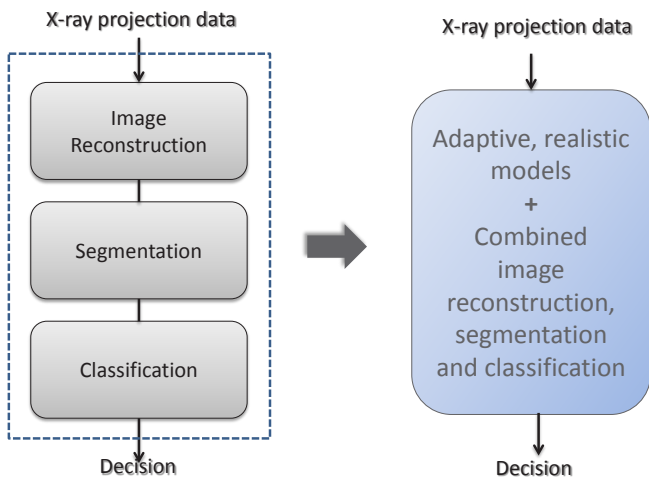 X-ray projection data
Image
Reconstruction
Segmentation
Classification
Decision
X-ray projection data
Adaptive, realistic
models
+
Combined
image
reconstruction,
segmentation
and classification
Decision